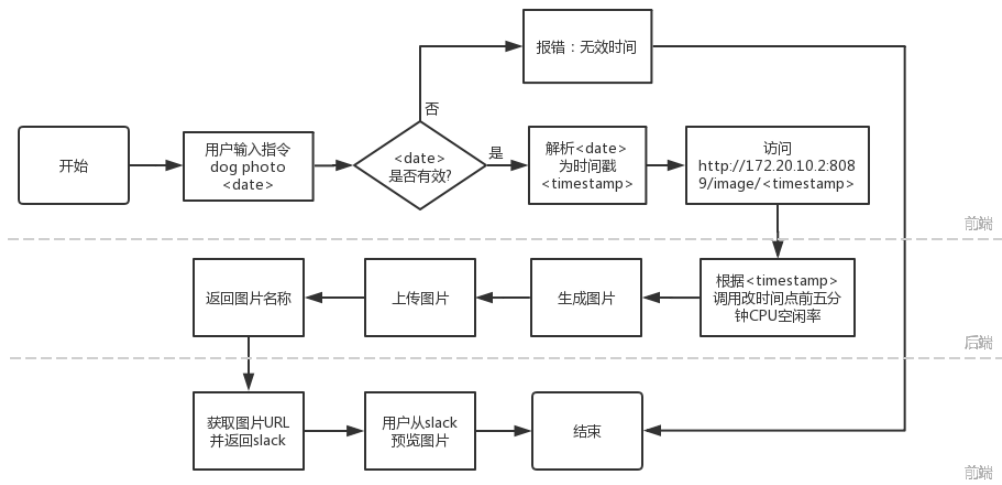 报错：无效时间
否
开始
用户输入指令
dog photo
<date>
<date>
是否有效?
是
解析<date>
为时间戳
<timestamp>
访问
http://172.20.10.2:808
9/image/<timestamp>
前端
返回图片名称
上传图片
生成图片
根据<timestamp>
调用改时间点前五分
钟CPU空闲率
后端
获取图片URL
并返回slack
用户从slack
预览图片
结束
前端